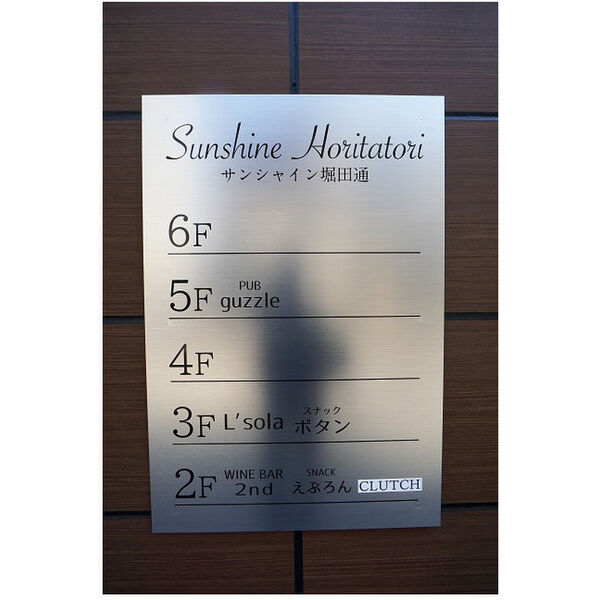 Sunshine Horitatori
サンシャイン堀田通
6F
5F PUB guzzle
4F
3F L'sola スナック ボタン
2F WINE BAR 2nd SNACK えぷろん CLUTCH